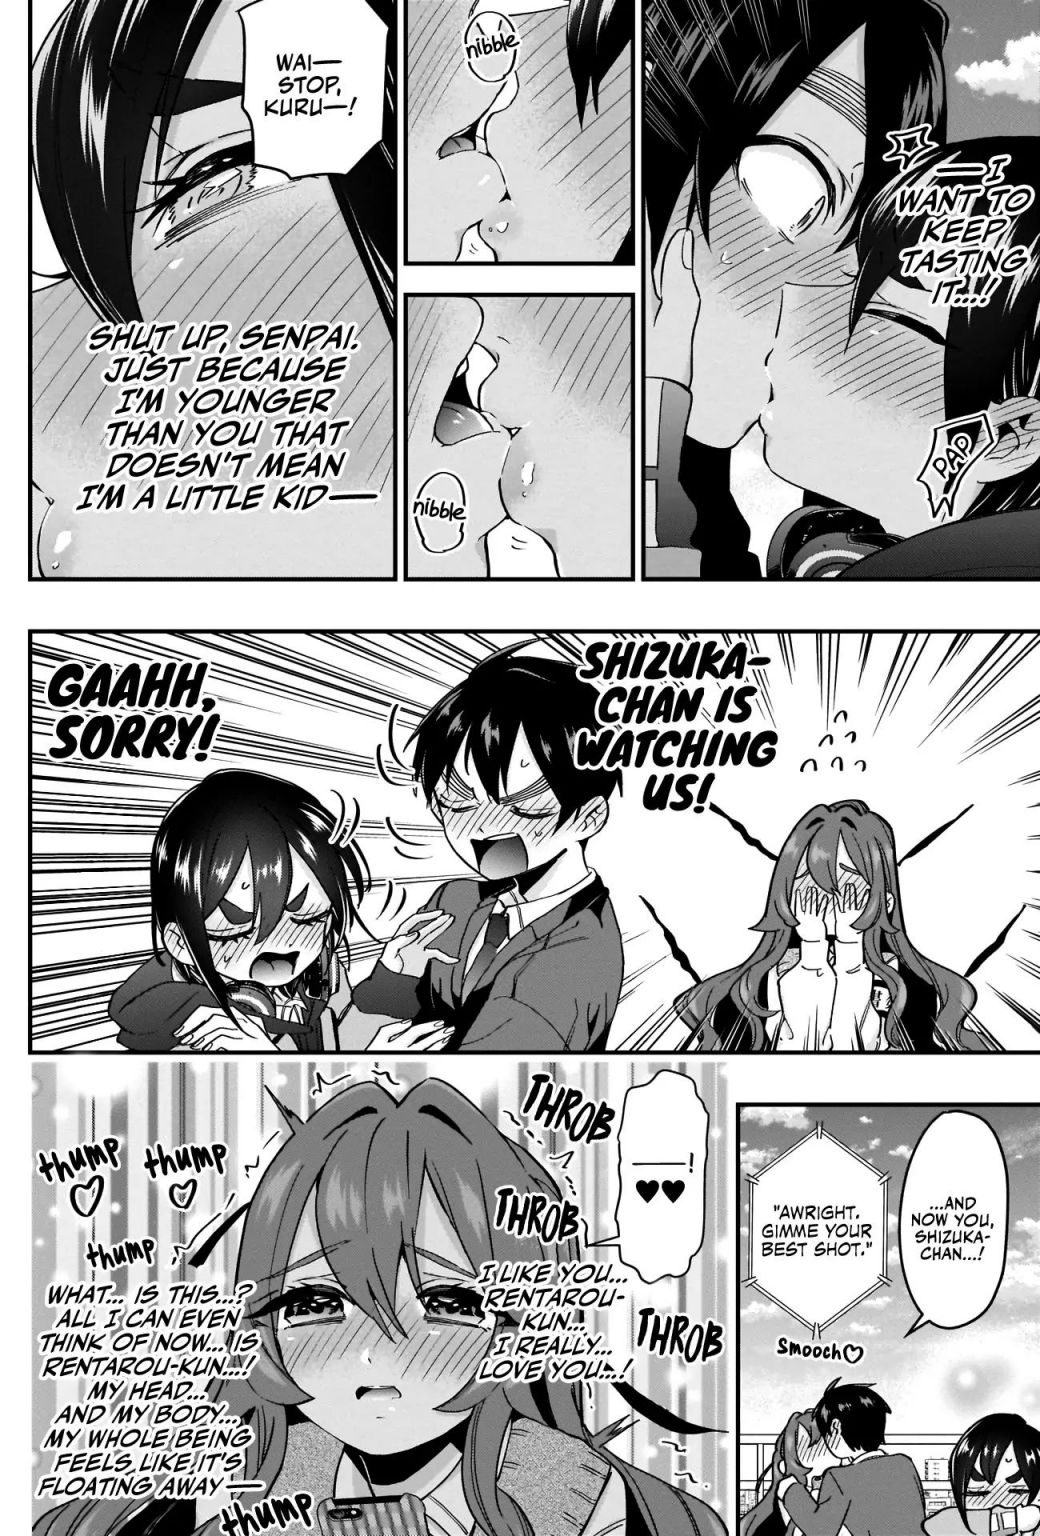 —I
WANT TO
KEEP
TASTING
IT...!
PAP
nibble
nibble
WAI—
STOP,
KURU—!
SHUT UP, SENPAI.
JUST BECAUSE
I'M YOUNGER
THAN YOU THAT
DOESN'T MEAN
I'M A LITTLE KID—
SHIZUKA-
CHAN IS
WATCHING
US!
GAAHH,
SORRY!
...AND
NOW YOU,
SHIZUKA-
CHAN...!
"AWRIGHT.
GIMME YOUR
BEST SHOT."
smooch♡
—!
♥♥
THROB
THROB
THROB
I LIKE YOU...
RENTAROU-
KUN...
I REALLY...
LOVE YOU...!
thump
♡
thump
♡
thump
WHAT... IS THIS...?
ALL I CAN EVEN
THINK OF NOW... IS
RENTAROU-KUN...!
MY HEAD...
AND MY BODY...
MY WHOLE BEING
FEELS LIKE IT'S
FLOATING AWAY—
thump